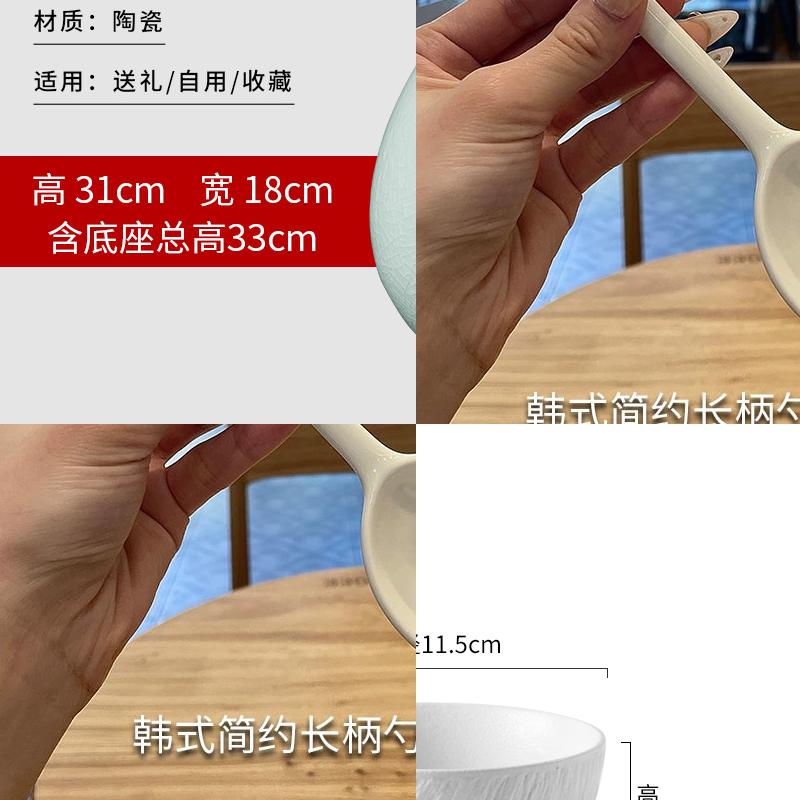 材质：陶瓷
适用：送礼/自用/收藏
高 31cm 宽 18cm
含底座总高33cm
韩式简约长柄勺
韩式简约长柄勺
11.5cm
高